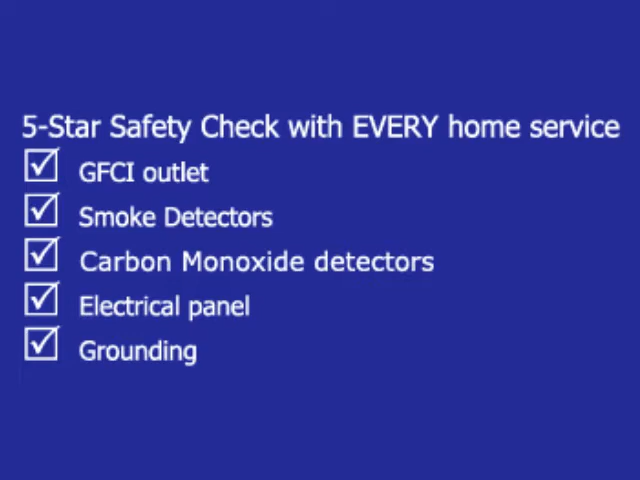 5-Star Safety Check with EVERY home service
☑ GFCI outlet
☑ Smoke Detectors
☑ Carbon Monoxide detectors
☑ Electrical panel
☑ Grounding